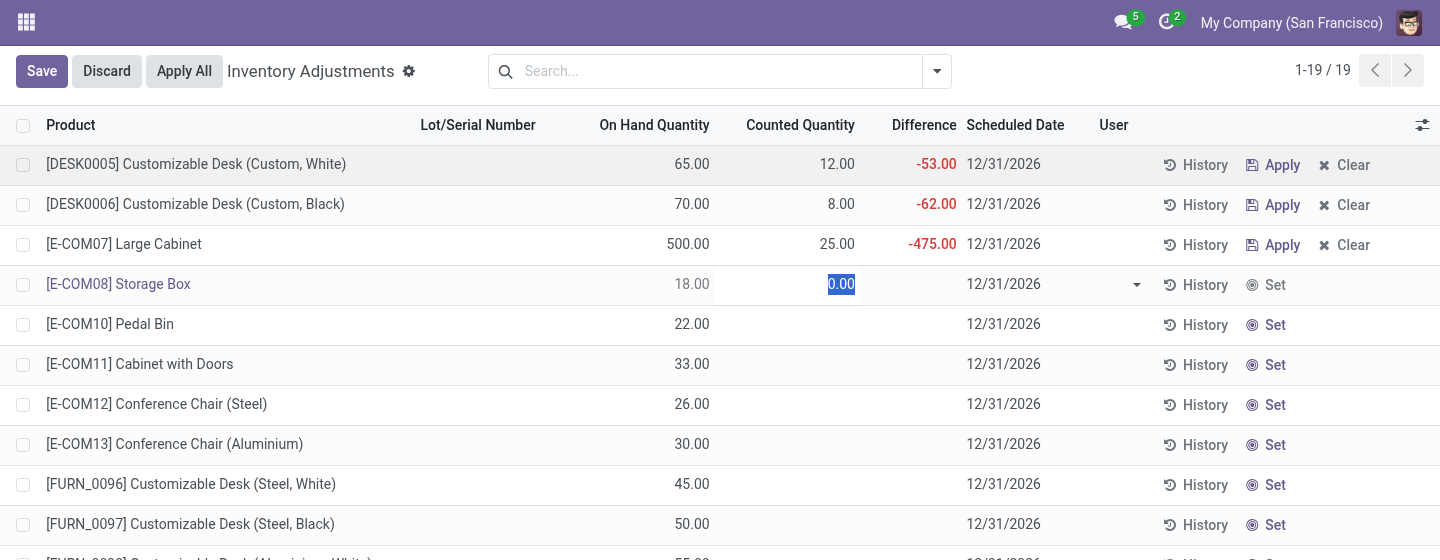 5 2 My Company (San Francisco)
Save Discard Apply All Inventory Adjustments Search... 1-19 / 19
Product Lot/Serial Number On Hand Quantity Counted Quantity Difference Scheduled Date User
[DESK0005] Customizable Desk (Custom, White) 65.00 12.00 -53.00 12/31/2026 History Apply Clear
[DESK0006] Customizable Desk (Custom, Black) 70.00 8.00 -62.00 12/31/2026 History Apply Clear
[E-COM07] Large Cabinet 500.00 25.00 -475.00 12/31/2026 History Apply Clear
[E-COM08] Storage Box 18.00 0.00 12/31/2026 History Set
[E-COM10] Pedal Bin 22.00 12/31/2026 History Set
[E-COM11] Cabinet with Doors 33.00 12/31/2026 History Set
[E-COM12] Conference Chair (Steel) 26.00 12/31/2026 History Set
[E-COM13] Conference Chair (Aluminium) 30.00 12/31/2026 History Set
[FURN_0096] Customizable Desk (Steel, White) 45.00 12/31/2026 History Set
[FURN_0097] Customizable Desk (Steel, Black) 50.00 12/31/2026 History Set